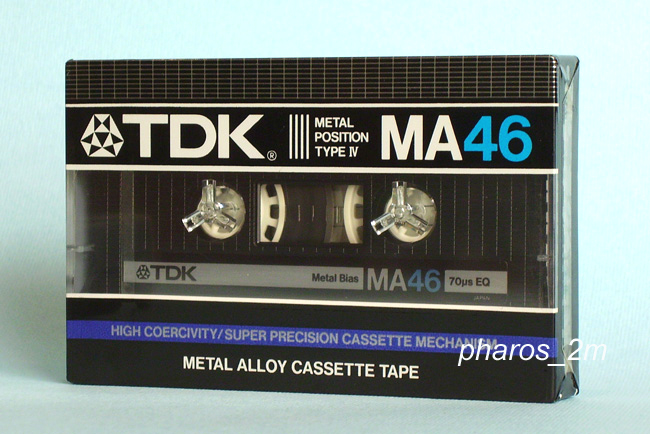 TDK® METAL POSITION TYPE IV MA46
TDK Metal Bias MA46 70µs EQ
JAPAN
HIGH COERCIVITY/SUPER PRECISION CASSETTE MECHANISM
pharos_2m
METAL ALLOY CASSETTE TAPE